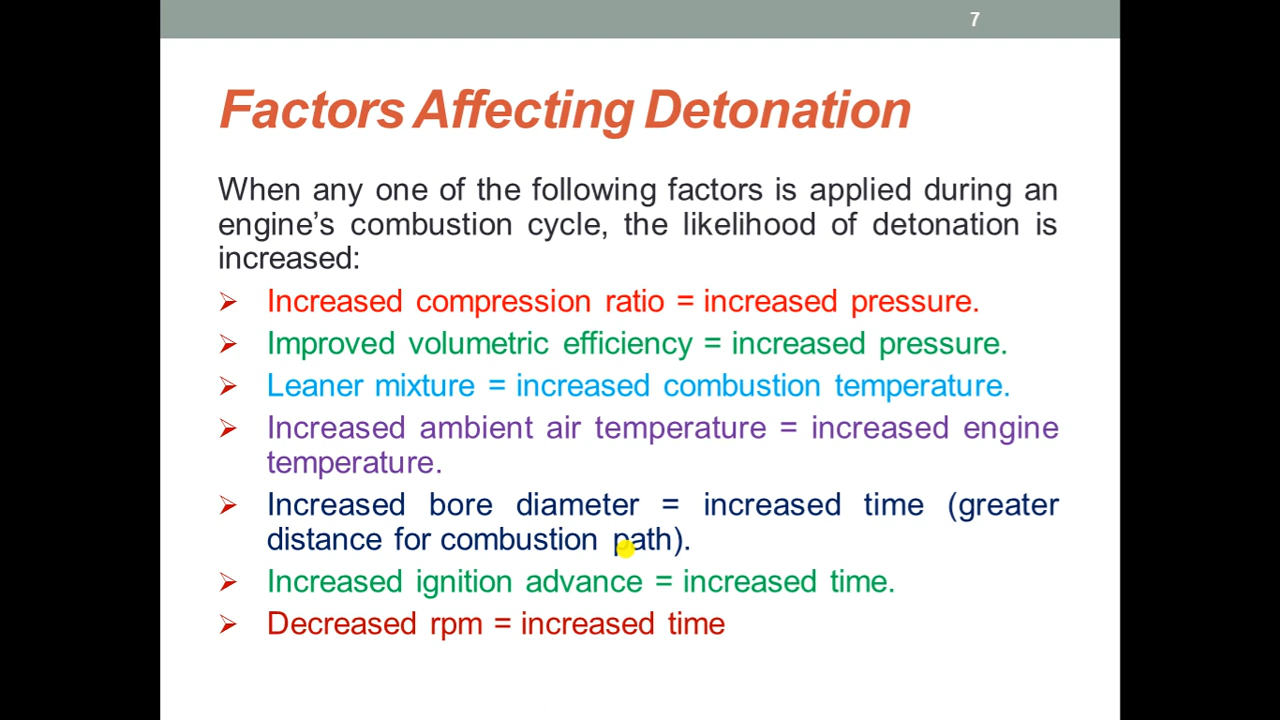 7
Factors Affecting Detonation
When any one of the following factors is applied during an
engine’s combustion cycle, the likelihood of detonation is
increased:
➢ Increased compression ratio = increased pressure.
➢ Improved volumetric efficiency = increased pressure.
➢ Leaner mixture = increased combustion temperature.
➢ Increased ambient air temperature = increased engine
temperature.
➢ Increased bore diameter = increased time (greater
distance for combustion path).
➢ Increased ignition advance = increased time.
➢ Decreased rpm = increased time